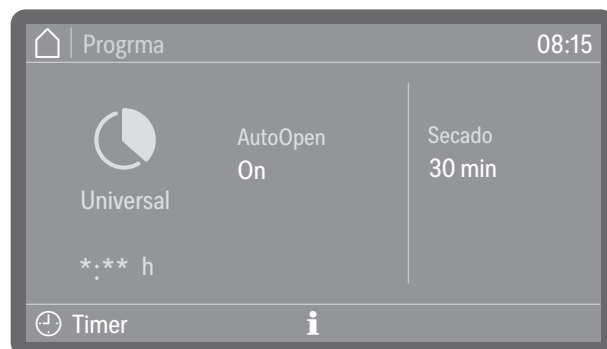 Progrma 08:15
AutoOpen
On
Secado
30 min
Universal
*:** h
Timer i